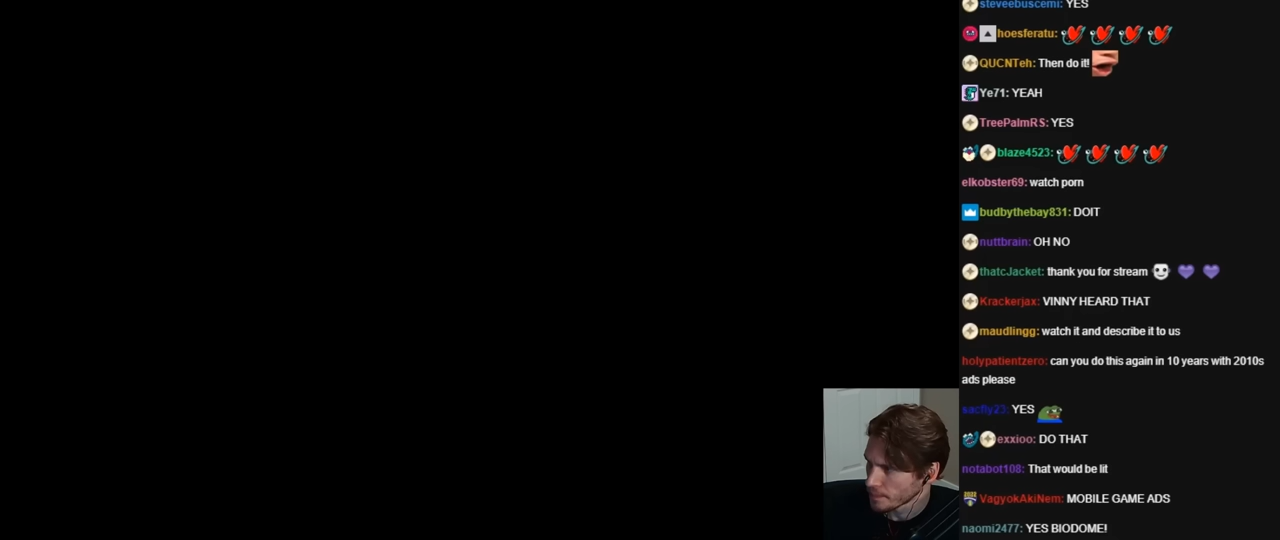 steveebuscemi: YES
hoesferatu:
QUCNTeh: Then do it!
Ye71: YEAH
TreePalmRS: YES
blaze4523:
elkobster69: watch porn
budbythebay831: DOIT
nuttbrain: OH NO
thatcJacket: thank you for stream
Krackerjax: VINNY HEARD THAT
maudlingg: watch it and describe it to us
holypatientzero: can you do this again in 10 years with 2010s
ads please
sacfly23: YES
exxioo: DO THAT
notabot108: That would be lit
VagyokAkiNem: MOBILE GAME ADS
naomi2477: YES BIODOME!